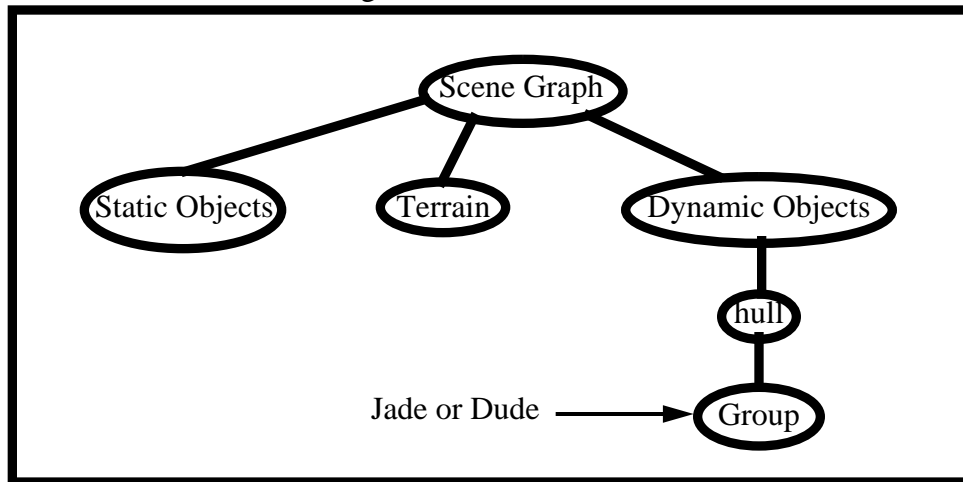 Scene Graph
Static Objects
Terrain
Dynamic Objects
hull
Jade or Dude
Group